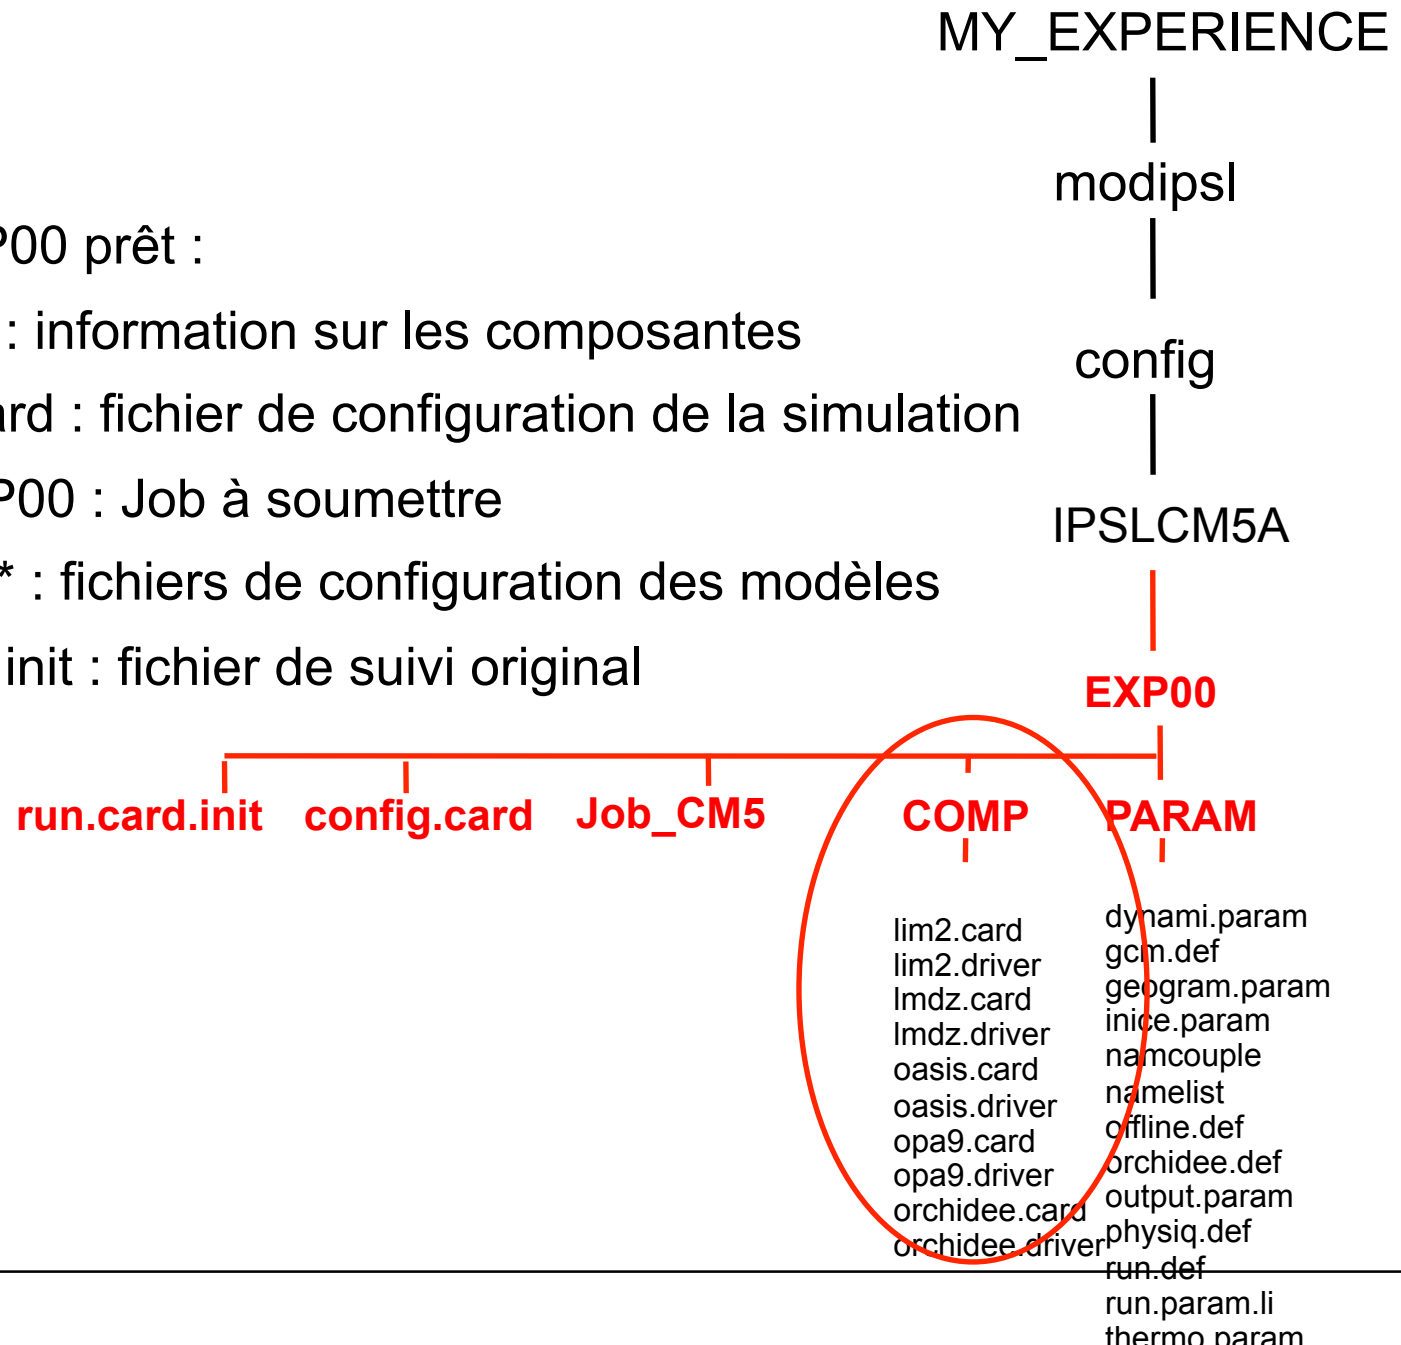 MY_EXPERIENCE
modipsl
P00 prêt :
: information sur les composantes
config
ard : fichier de configuration de la simulation
P00 : Job à soumettre
IPSLCM5A
* : fichiers de configuration des modèles
init : fichier de suivi original
EXP00
run.card.init config.card Job_CM5 COMP PARAM
lim2.card
lim2.driver
lmdz.card
lmdz.driver
oasis.card
oasis.driver
opa9.card
opa9.driver
orchidee.card
orchidee.driver
dynami.param
gcm.def
geogram.param
inice.param
namcouple
namelist
offline.def
orchidee.def
output.param
physiq.def
run.def
run.param.li
thermo.param